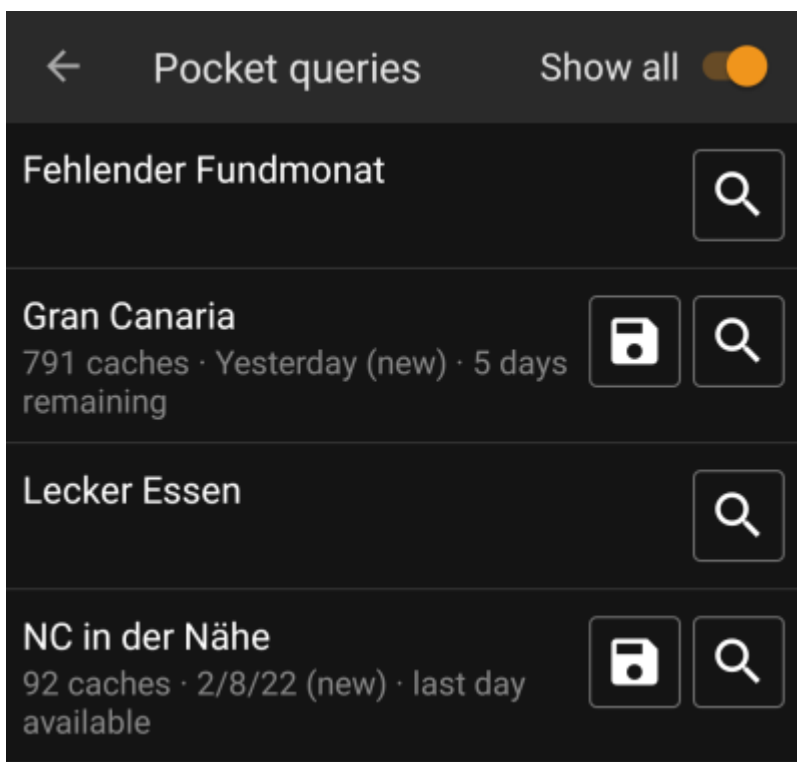 Pocket queries Show all
Fehlender Fundmonat
Gran Canaria
791 caches · Yesterday (new) · 5 days
remaining
Lecker Essen
NC in der Nähe
92 caches · 2/8/22 (new) · last day
available